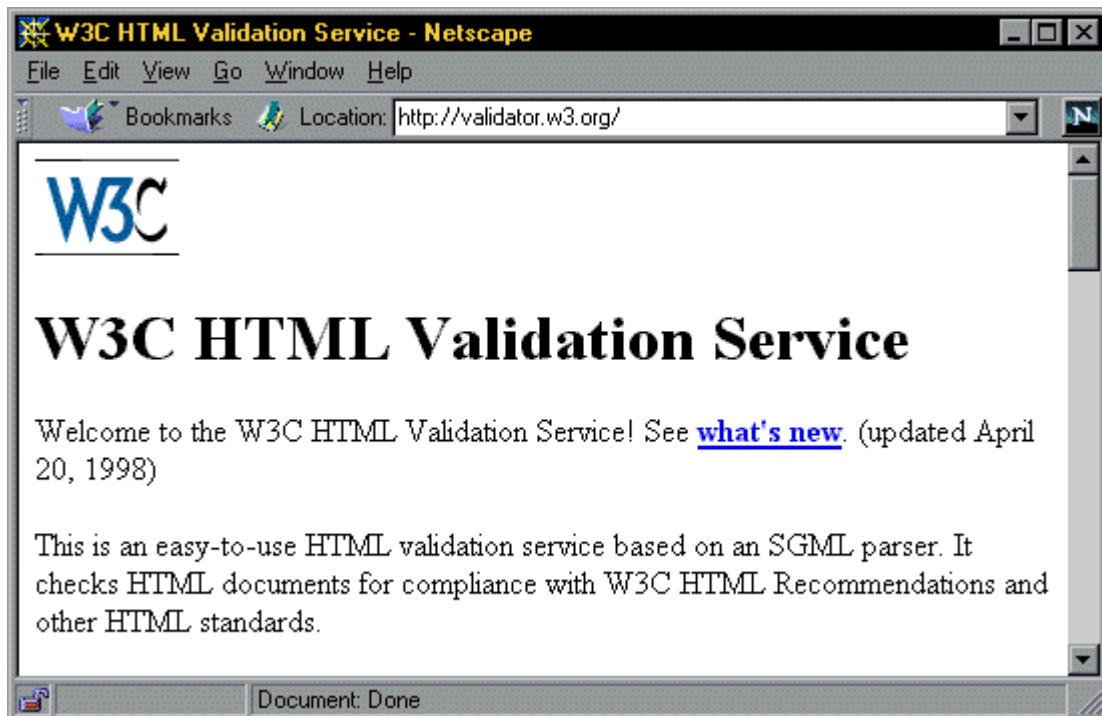 W3C HTML Validation Service - Netscape
File Edit View Go Window Help
Bookmarks Location: http://validator.w3.org/ N
W3C
W3C HTML Validation Service
Welcome to the W3C HTML Validation Service! See what's new. (updated April
20, 1998)
This is an easy-to-use HTML validation service based on an SGML parser. It
checks HTML documents for compliance with W3C HTML Recommendations and
other HTML standards.
Document: Done